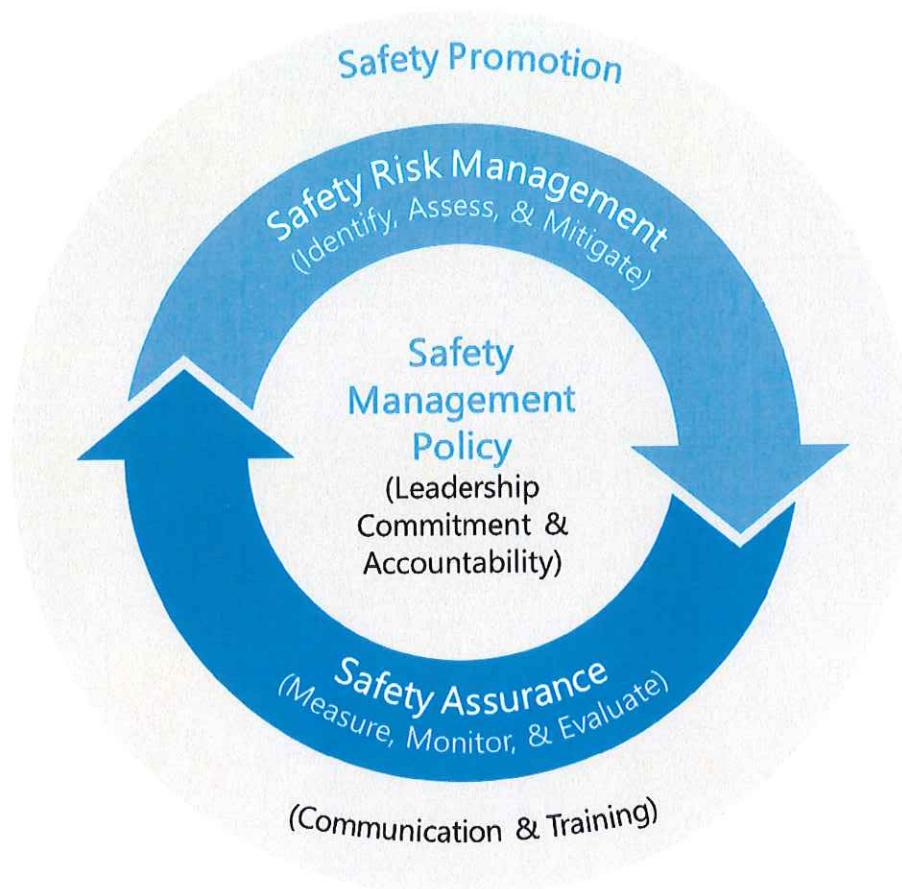 Safety Promotion
Safety Risk Management
(Identify, Assess, & Mitigate)
Safety
Management
Policy
(Leadership
Commitment &
Accountability)
Safety Assurance
(Measure, Monitor, & Evaluate)
(Communication & Training)